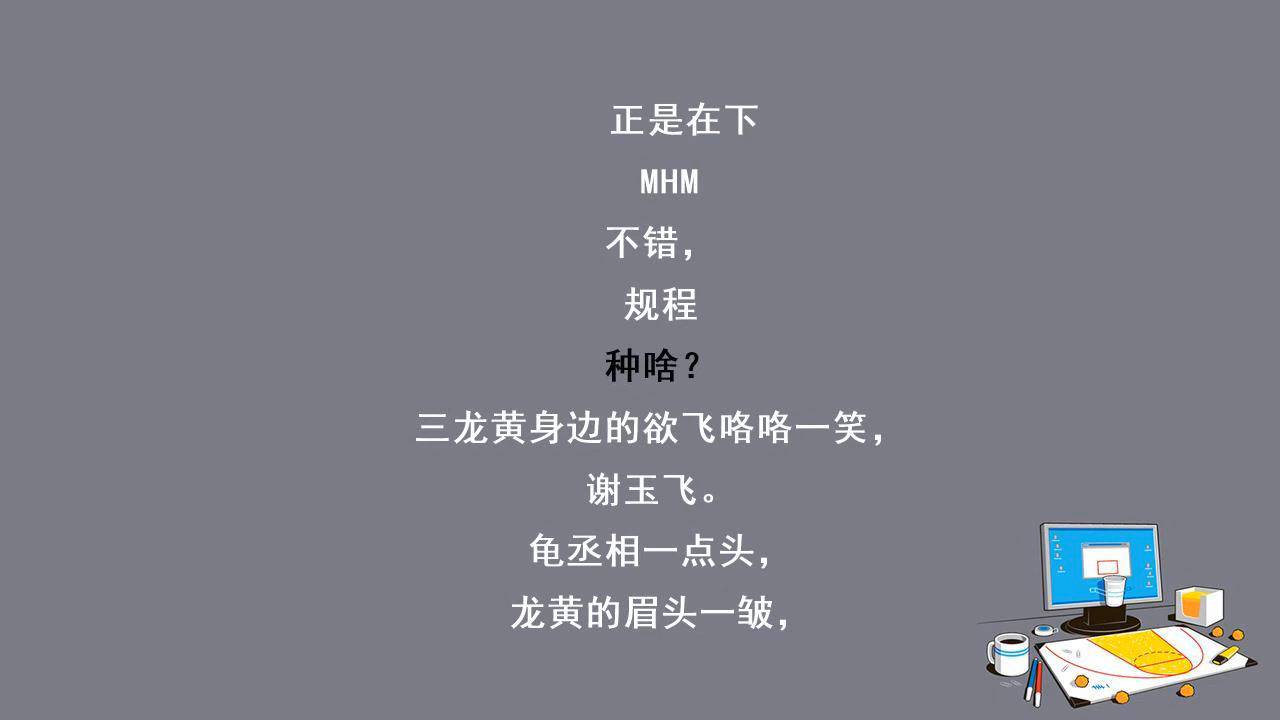 正是在下
MHM
不错，
规程
种啥？
三龙黄身边的欲飞咯咯一笑，
谢玉飞。
龟丞相一点头，
龙黄的眉头一皱，